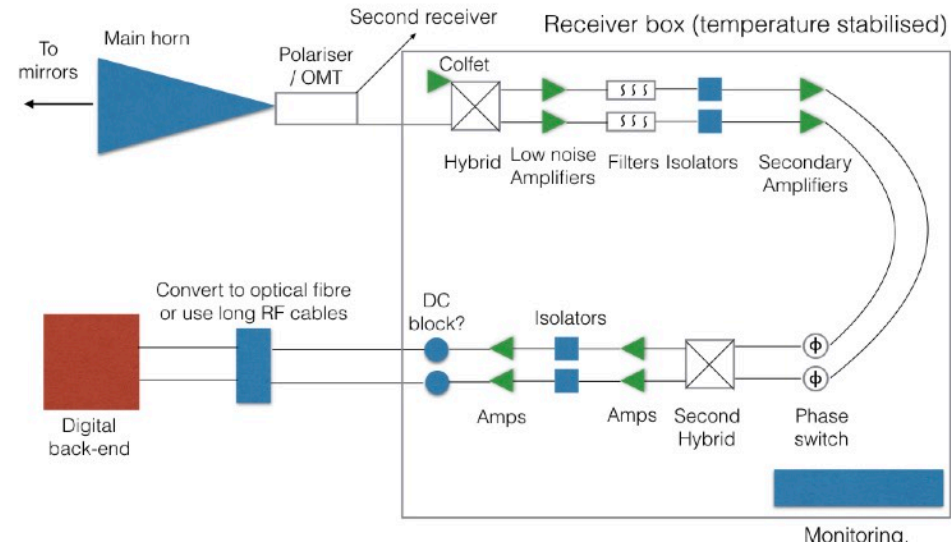 Second receiver
Receiver box (temperature stabilised)
To
mirrors
Main horn
Polariser
/ OMT
Colfet
Hybrid
Low noise
Amplifiers
Filters
Isolators
Secondary
Amplifiers
Convert to optical fibre
or use long RF cables
DC
block?
Isolators
ϕ
ϕ
Digital
back-end
Amps
Amps
Second
Hybrid
Phase
switch
Monitoring,